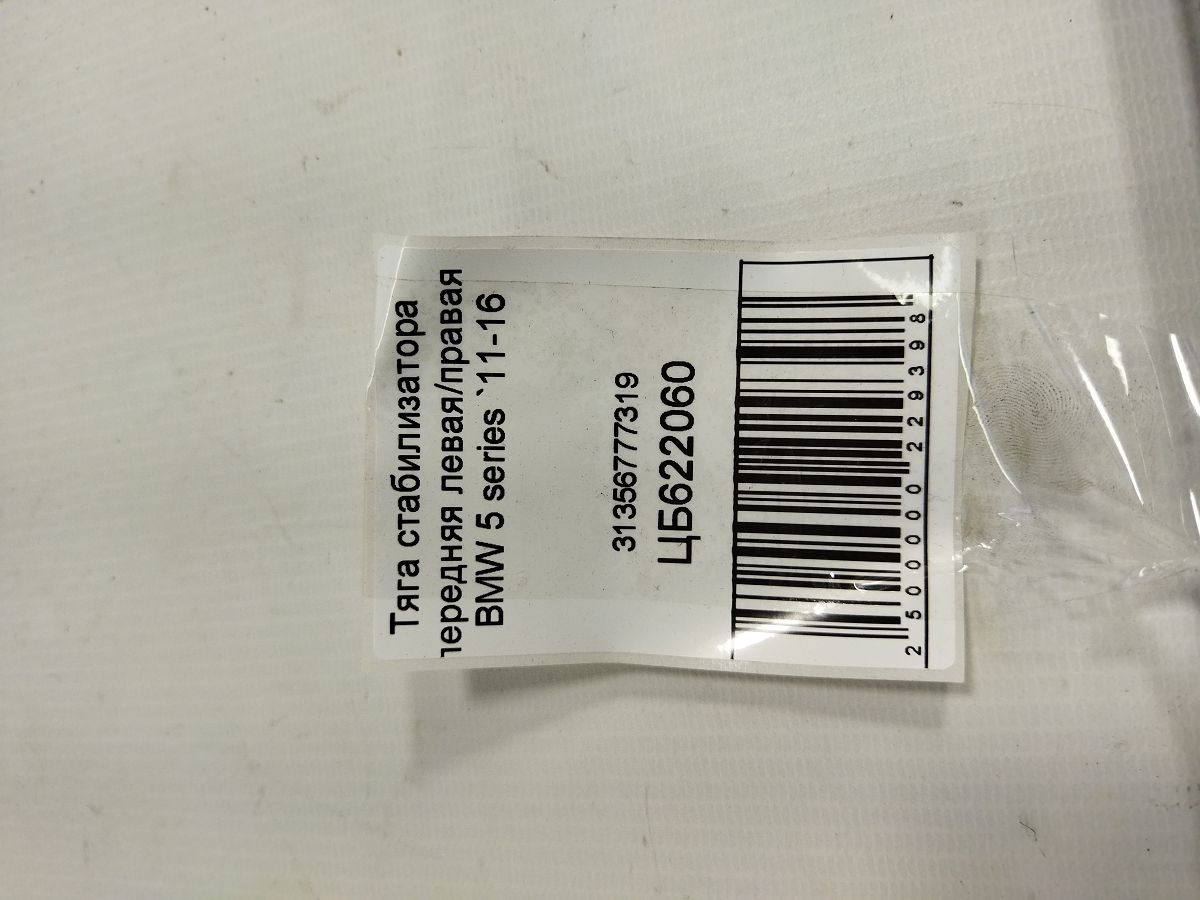 Тяга стабилизатора
передняя левая/правая
BMW 5 series `11-16
31356777319
ЦБ622060
2500000229398